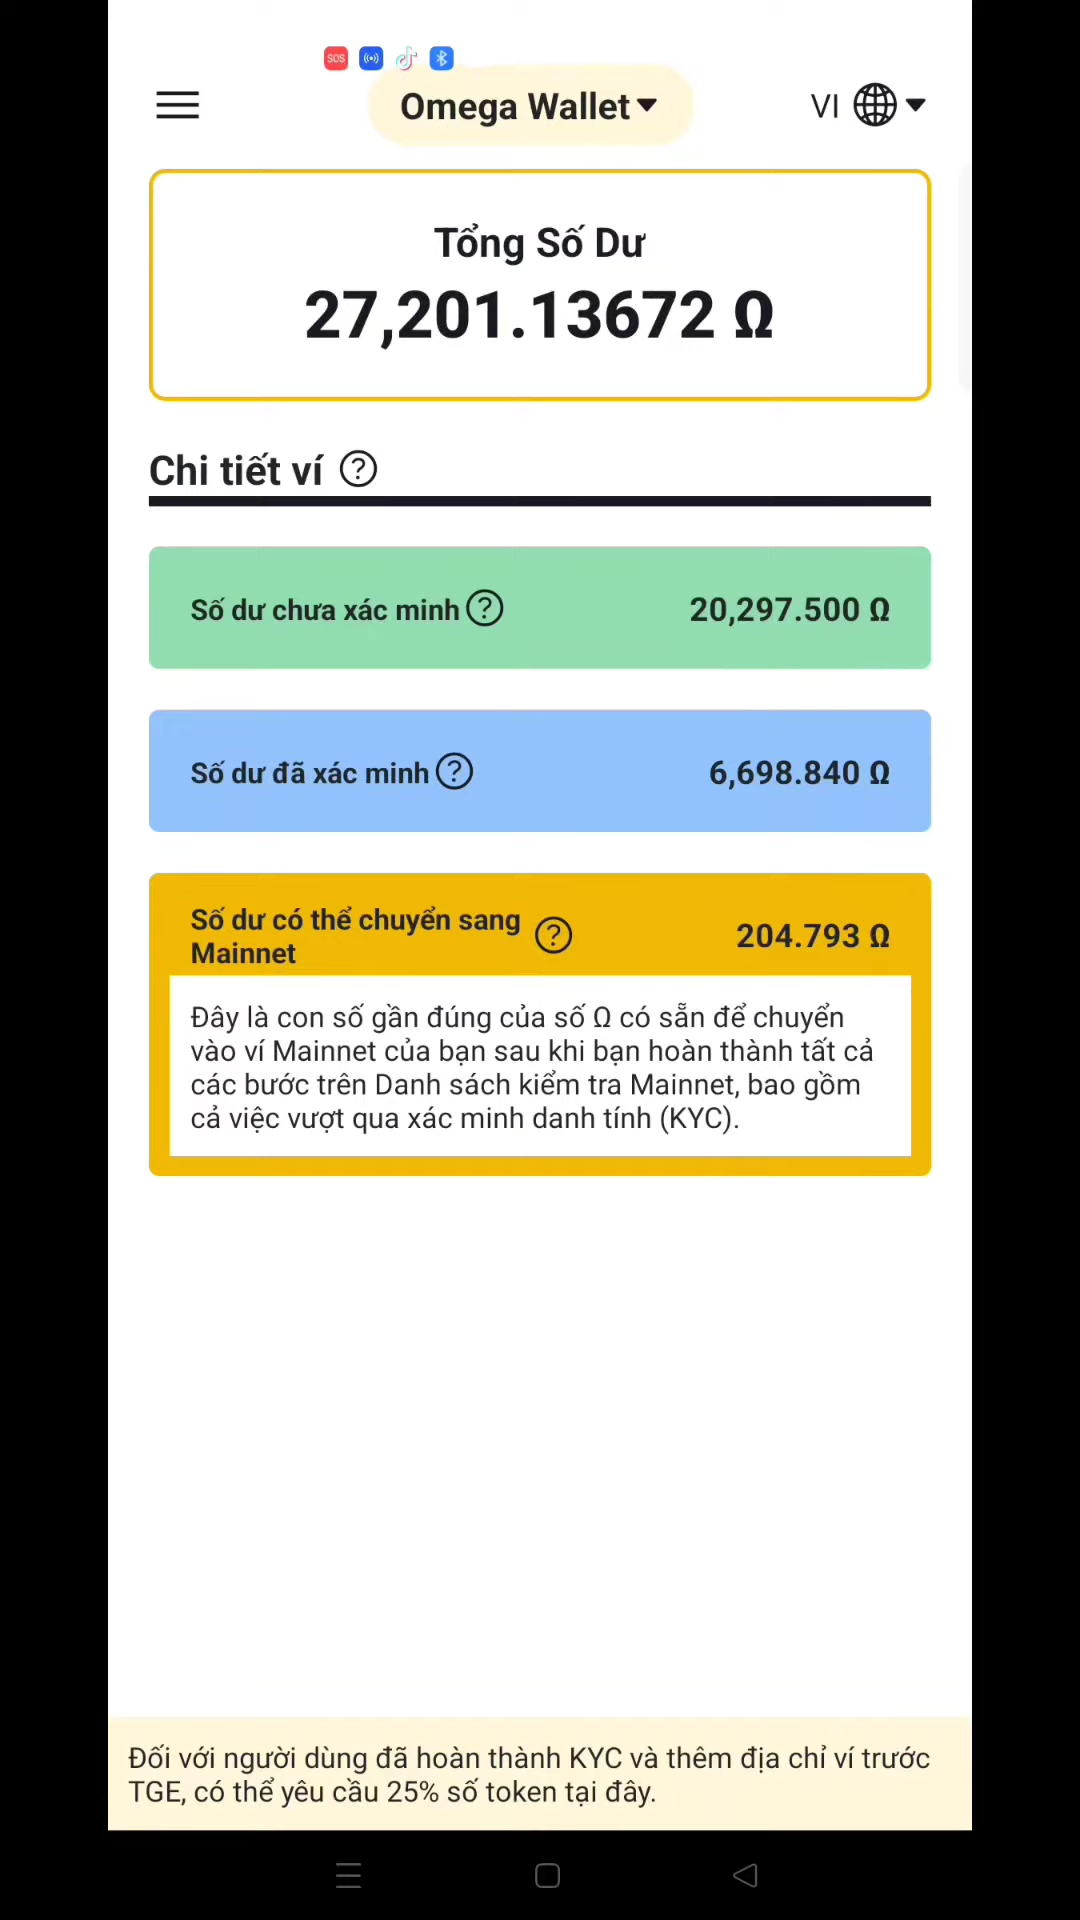 SOS
Omega Wallet
VI
Tổng Số Dư
27,201.13672 Ω
Chi tiết ví ?
Số dư chưa xác minh ? 20,297.500 Ω
Số dư đã xác minh ? 6,698.840 Ω
Số dư có thể chuyển sang
Mainnet ? 204.793 Ω
Đây là con số gần đúng của số Ω có sẵn để chuyển
vào ví Mainnet của bạn sau khi bạn hoàn thành tất cả
các bước trên Danh sách kiểm tra Mainnet, bao gồm
cả việc vượt qua xác minh danh tính (KYC).
Đối với người dùng đã hoàn thành KYC và thêm địa chỉ ví trước
TGE, có thể yêu cầu 25% số token tại đây.